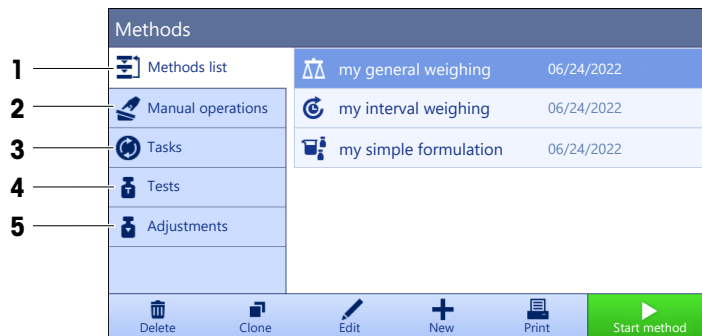 Methods
1 Methods list
2 Manual operations
3 Tasks
4 Tests
5 Adjustments
my general weighing 06/24/2022
my interval weighing 06/24/2022
my simple formulation 06/24/2022
Delete Clone Edit New Print Start method